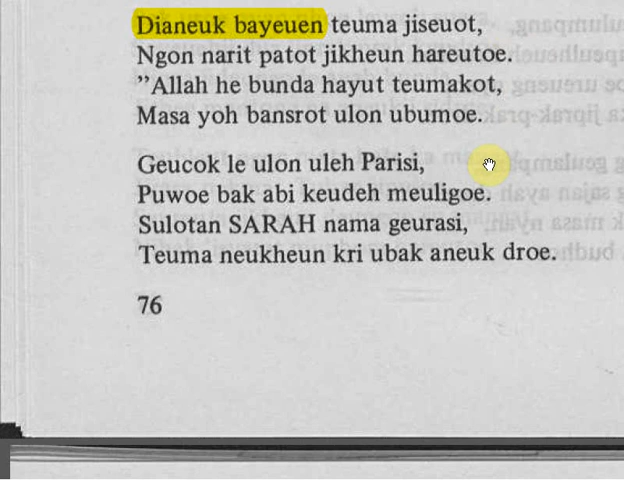 Dianeuk bayeuen teuma jiseuot,
Ngon narit patot jikheun hareutoe.
”Allah he bunda hayut teumakot,
Masa yoh bansrot ulon ubumoe.
Geucok le ulon uleh Parisi,
Puwoe bak abi keudeh meuligoe.
Sulotan SARAH nama geurasi,
Teuma neukheun kri ubak aneuk droe.
76